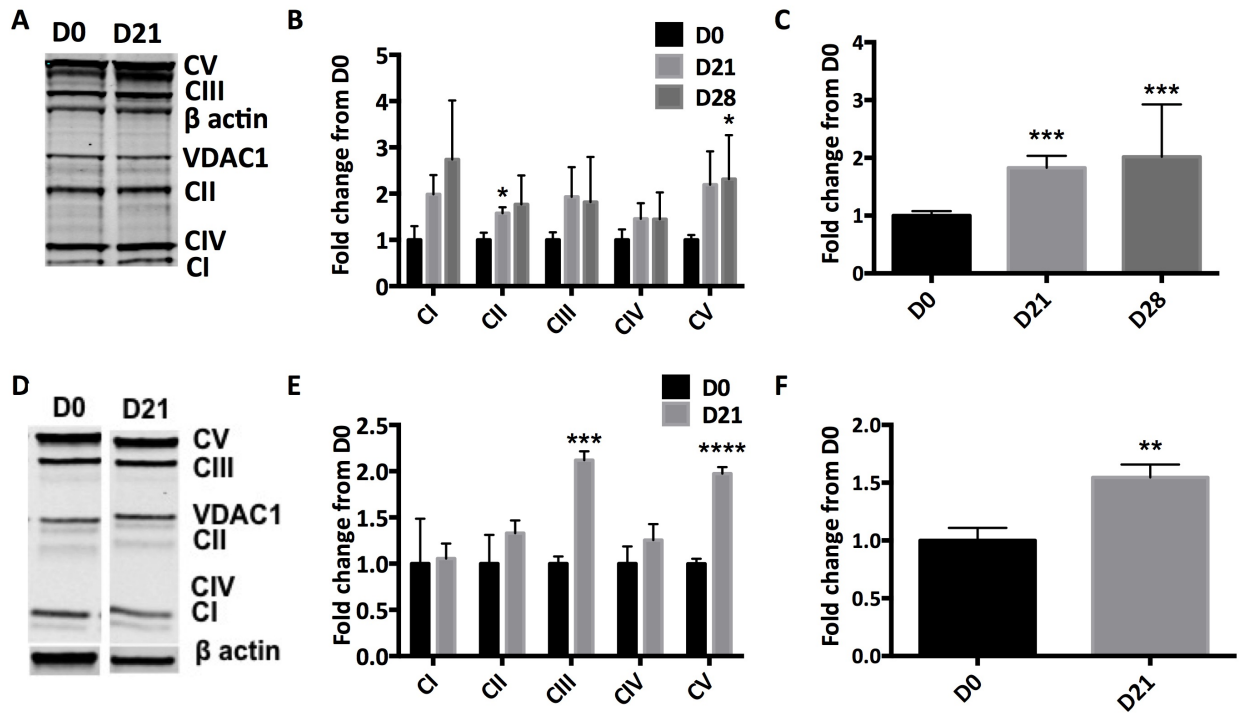 A
D0 D21
CV
CIII
β actin
VDAC1
CII
CIV
CI
B
D0
D21
D28
Fold change from D0
5
4
3
2
1
0
*
*
CI
CII
CIII
CIV
CV
C
Fold change from D0
4
3
2
1
0
***
***
D0
D21
D28
D
D0 D21
CV
CIII
VDAC1
CII
CIV
CI
β actin
E
D0
D21
Fold change from D0
2.5
2.0
1.5
1.0
0.5
0.0
***
****
CI
CII
CIII
CIV
CV
F
Fold change from D0
2.0
1.5
1.0
0.5
0.0
**
D0
D21